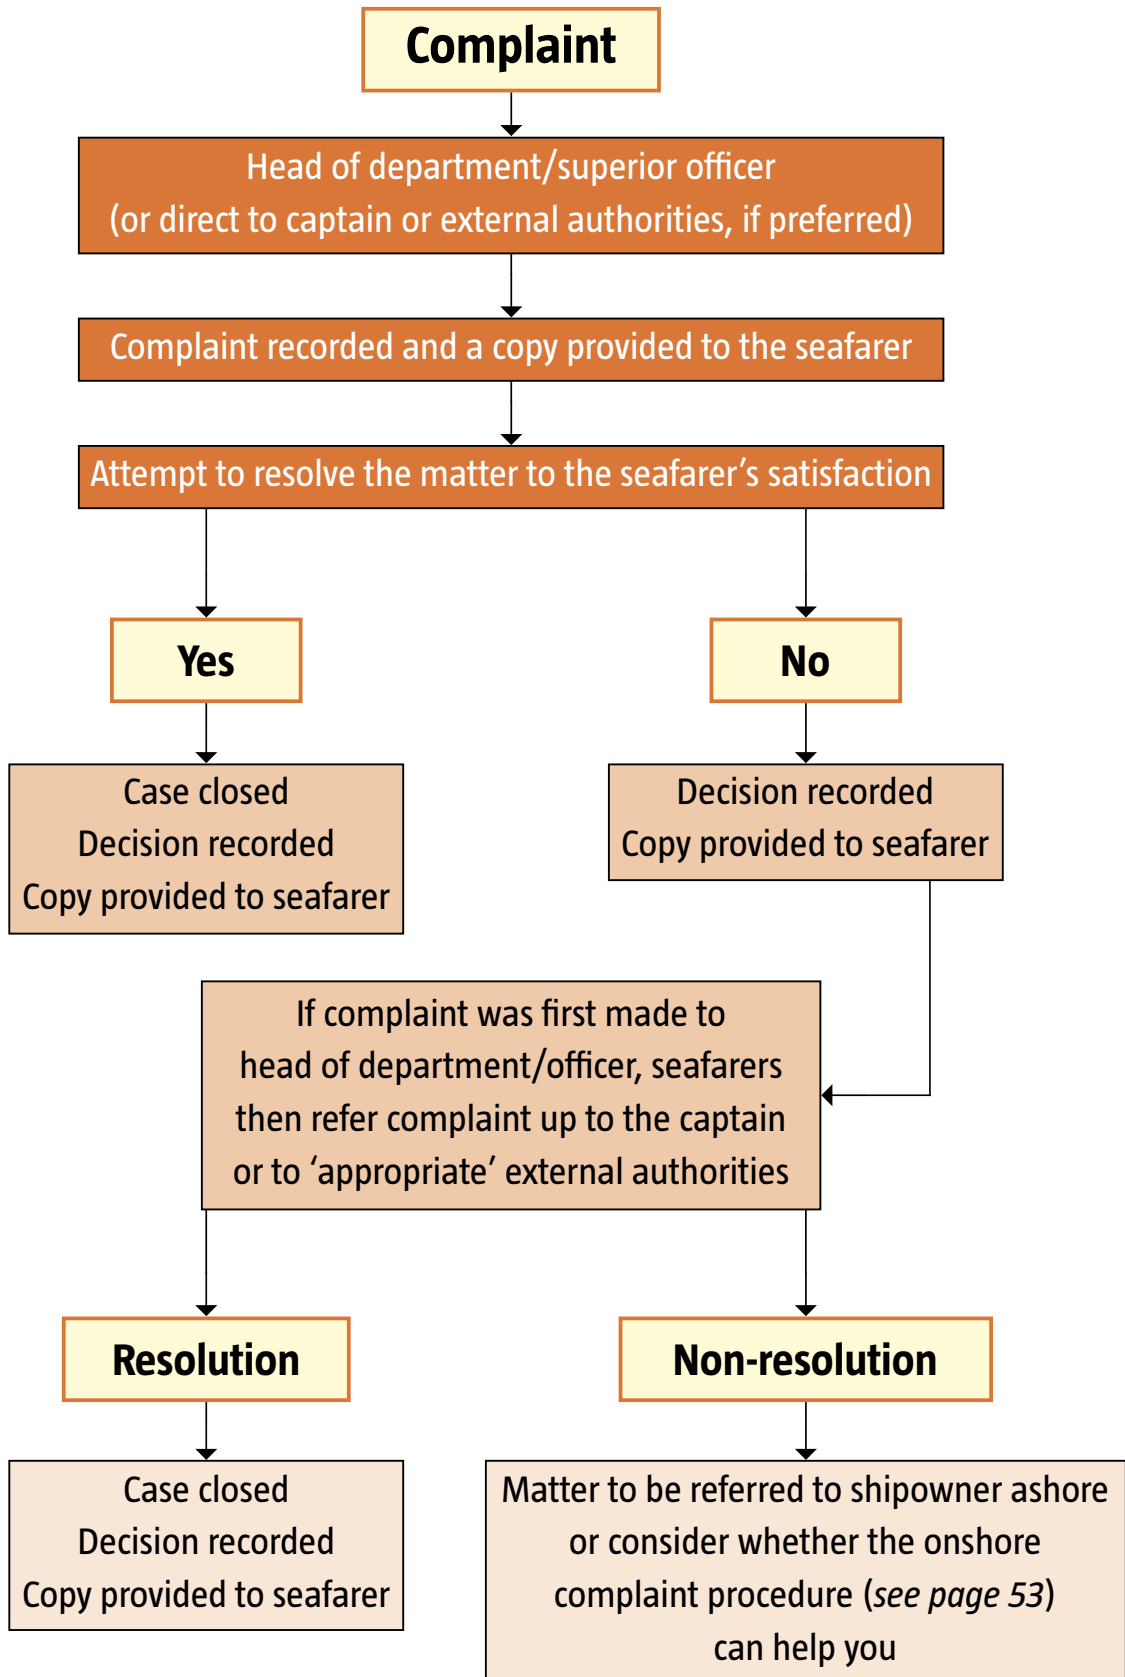 Complaint
Head of department/superior officer
(or direct to captain or external authorities, if preferred)
Complaint recorded and a copy provided to the seafarer
Attempt to resolve the matter to the seafarer’s satisfaction
Yes
No
Case closed
Decision recorded
Copy provided to seafarer
Decision recorded
Copy provided to seafarer
If complaint was first made to
head of department/officer, seafarers
then refer complaint up to the captain
or to ‘appropriate’ external authorities
Resolution
Non-resolution
Case closed
Decision recorded
Copy provided to seafarer
Matter to be referred to shipowner ashore
or consider whether the onshore
complaint procedure (see page 53)
can help you